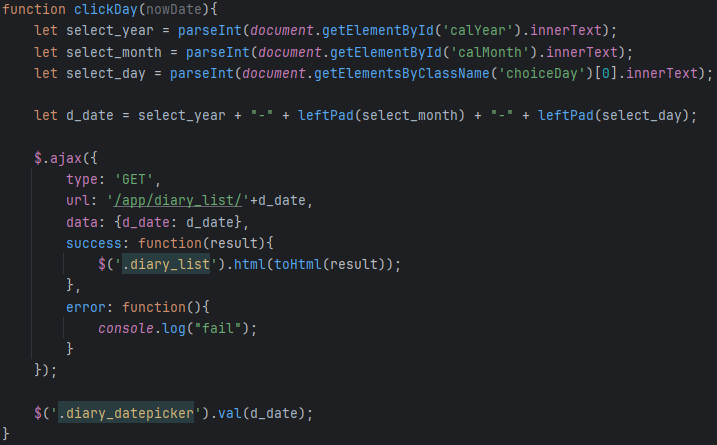 function clickDay(nowDate){
    let select_year = parseInt(document.getElementById('calYear').innerText);
    let select_month = parseInt(document.getElementById('calMonth').innerText);
    let select_day = parseInt(document.getElementsByClassName('choiceDay')[0].innerText);
    let d_date = select_year + "-" + leftPad(select_month) + "-" + leftPad(select_day);
    $.ajax({
        type: 'GET',
        url: '/app/diary_list/'+d_date,
        data: {d_date: d_date},
        success: function(result){
            $('.diary_list').html(toHtml(result));
        },
        error: function(){
            console.log("fail");
        }
    });
    $('.diary_datepicker').val(d_date);
}